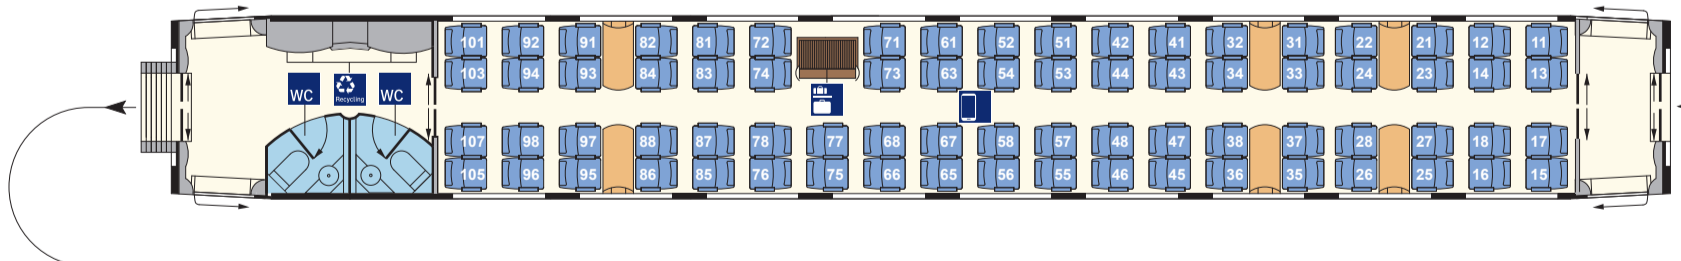 101 92 91 82 81 72 71 61 52 51 42 41 32 31 22 21 12 11
103 94 93 84 83 74 73 63 54 53 44 43 34 33 24 23 14 13
WC Recycling WC
107 98 97 88 87 78 77 68 67 58 57 48 47 38 37 28 27 18 17
105 96 95 86 85 76 75 66 65 56 55 46 45 36 35 26 25 16 15